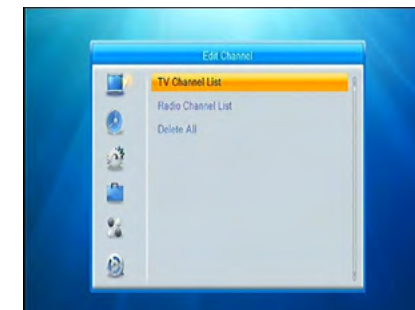 Edit Channel
TV Channel List
Radio Channel List
Delete All